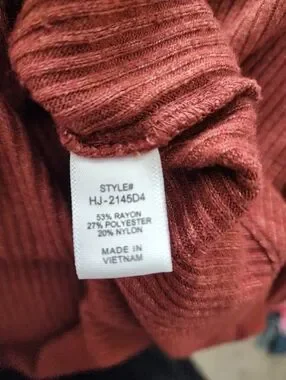 STYLE#
HJ-2145D4
53% RAYON
27% POLYESTER
20% NYLON
MADE IN
VIETNAM